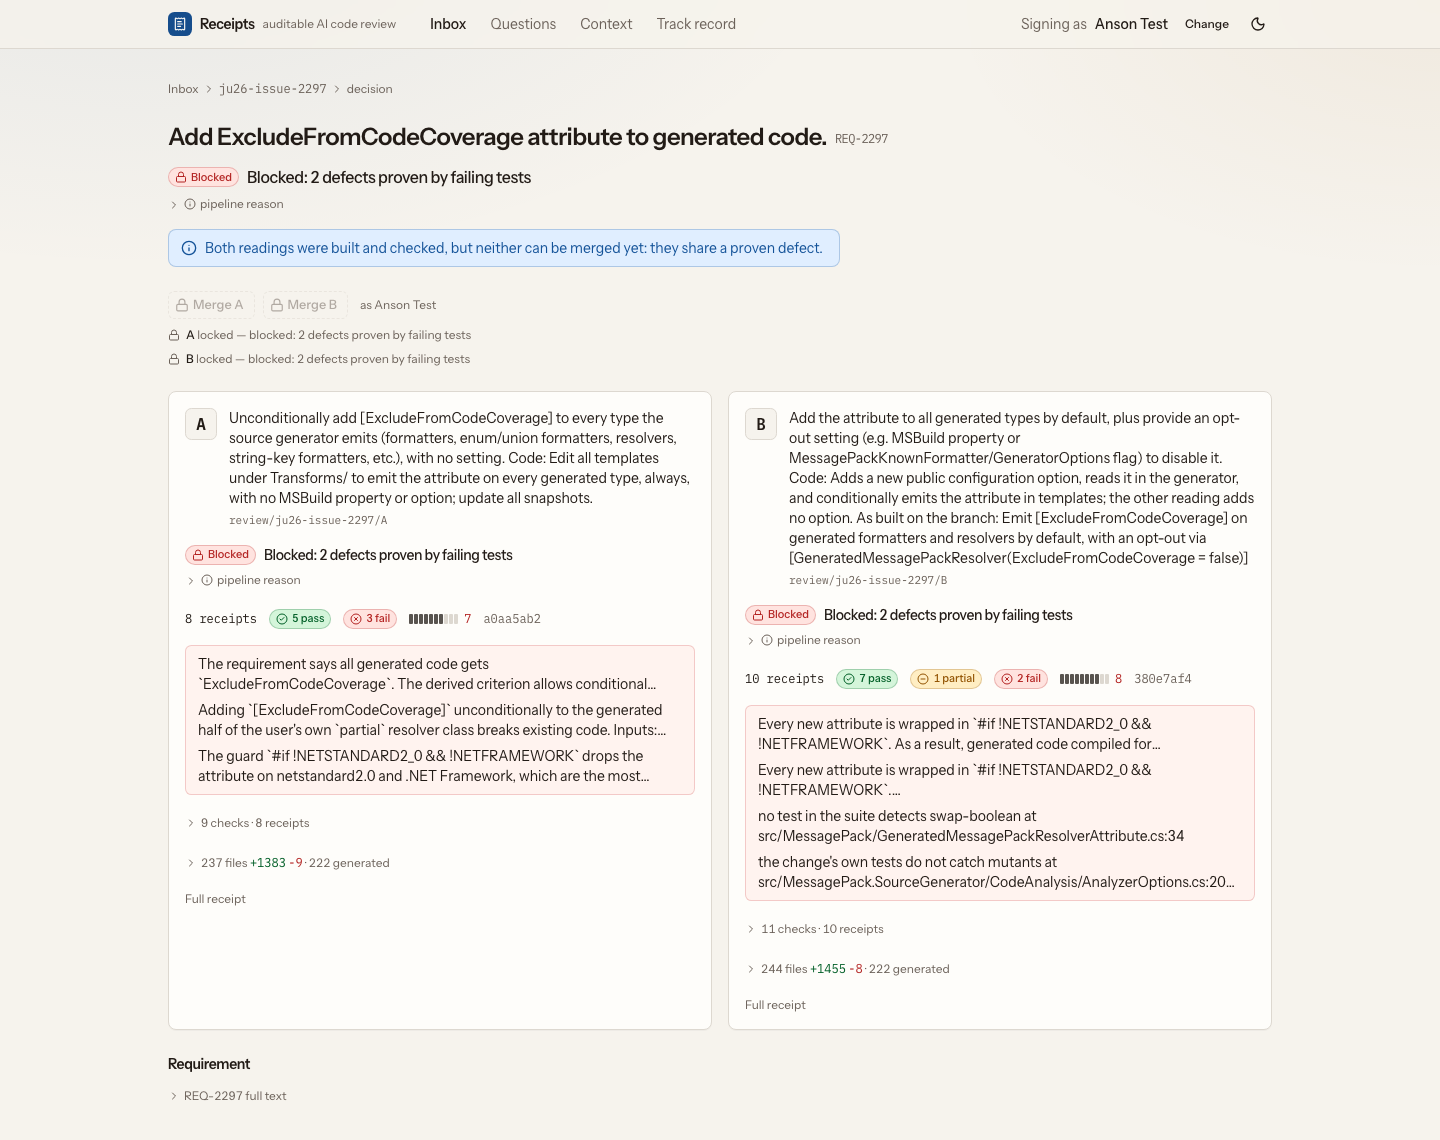 Receipts auditable AI code review Inbox Questions Context Track record Signing as Anson Test Change
Inbox > ju26-issue-2297 > decision
Add ExcludeFromCodeCoverage attribute to generated code. REQ-2297
Blocked Blocked: 2 defects proven by failing tests
pipeline reason
Both readings were built and checked, but neither can be merged yet: they share a proven defect.
Merge A Merge B as Anson Test
A locked — blocked: 2 defects proven by failing tests
B locked — blocked: 2 defects proven by failing tests
A
Unconditionally add [ExcludeFromCodeCoverage] to every type the
source generator emits (formatters, enum/union formatters, resolvers,
string-key formatters, etc.), with no setting. Code: Edit all templates
under Transforms/ to emit the attribute on every generated type, always,
with no MSBuild property or option; update all snapshots.
review/ju26-issue-2297/A
Blocked Blocked: 2 defects proven by failing tests
pipeline reason
8 receipts 5 pass 3 fail 7 a0aa5ab2
The requirement says all generated code gets
`ExcludeFromCodeCoverage`. The derived criterion allows conditional...
Adding `[ExcludeFromCodeCoverage]` unconditionally to the generated
half of the user's own `partial` resolver class breaks existing code. Inputs:...
The guard `#if !NETSTANDARD2_0 && !NETFRAMEWORK` drops the
attribute on netstandard2.0 and .NET Framework, which are the most...
9 checks · 8 receipts
237 files +1383 -9 · 222 generated
Full receipt
B
Add the attribute to all generated types by default, plus provide an opt-
out setting (e.g. MSBuild property or
MessagePackKnownFormatter/GeneratorOptions flag) to disable it.
Code: Adds a new public configuration option, reads it in the generator,
and conditionally emits the attribute in templates; the other reading adds
no option. As built on the branch: Emit [ExcludeFromCodeCoverage] on
generated formatters and resolvers by default, with an opt-out via
[GeneratedMessagePackResolver(ExcludeFromCodeCoverage = false)]
review/ju26-issue-2297/B
Blocked Blocked: 2 defects proven by failing tests
pipeline reason
10 receipts 7 pass 1 partial 2 fail 8 380e7af4
Every new attribute is wrapped in `#if !NETSTANDARD2_0 &&
!NETFRAMEWORK`. As a result, generated code compiled for...
Every new attribute is wrapped in `#if !NETSTANDARD2_0 &&
!NETFRAMEWORK`....
no test in the suite detects swap-boolean at
src/MessagePack/GeneratedMessagePackResolverAttribute.cs:34
the change's own tests do not catch mutants at
src/MessagePack.SourceGenerator/CodeAnalysis/AnalyzerOptions.cs:20...
11 checks · 10 receipts
244 files +1455 -8 · 222 generated
Full receipt
Requirement
REQ-2297 full text